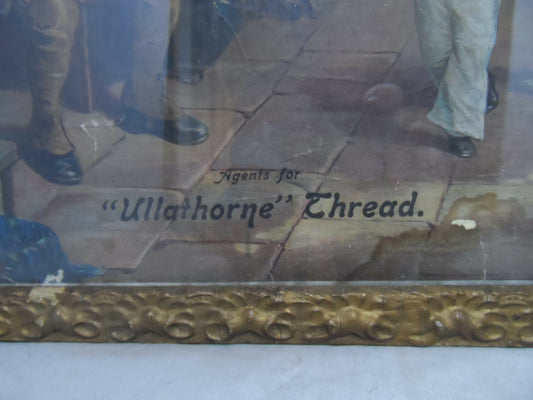 Agents for
"Ullathorne" Thread.